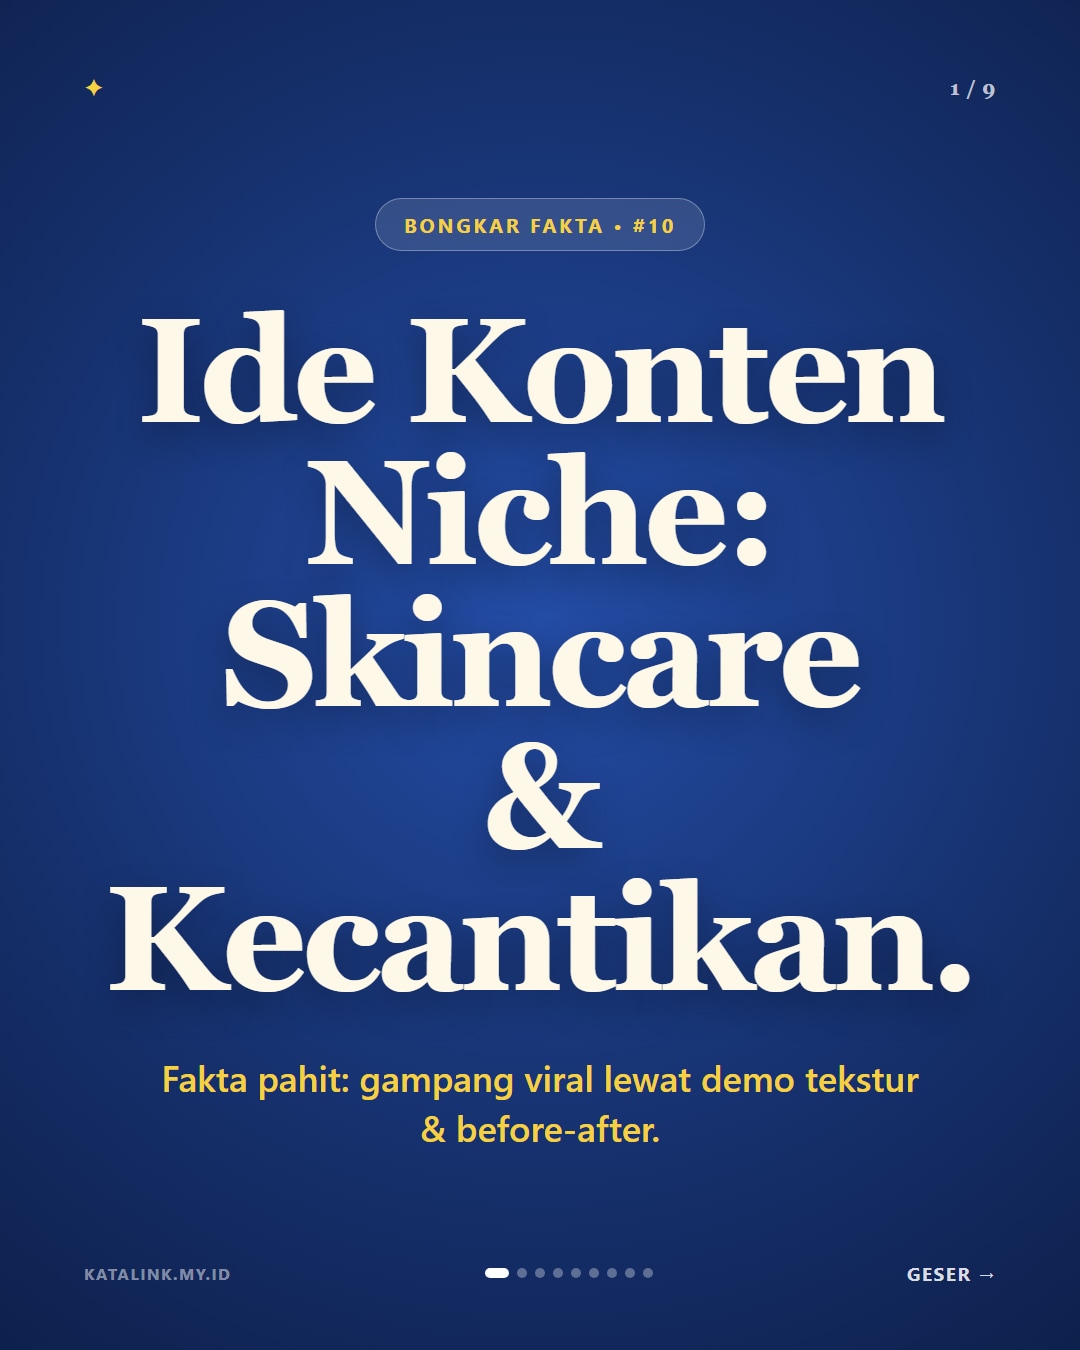 ✦
1 / 9
BONGKAR FAKTA • #10
Ide Konten
Niche:
Skincare
&
Kecantikan.
Fakta pahit: gampang viral lewat demo tekstur
& before-after.
KATALINK.MY.ID
GESER →